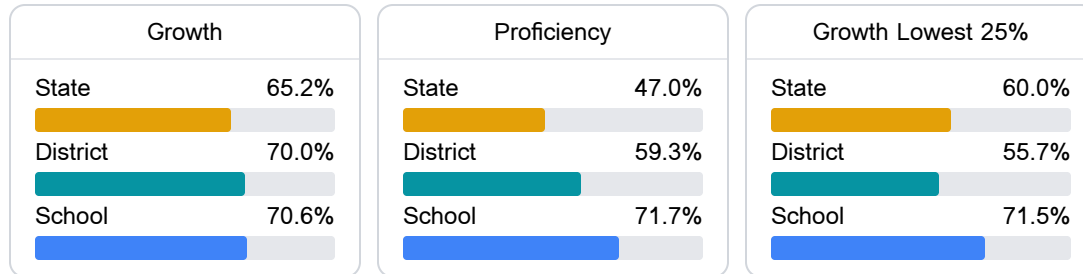 Growth
State 65.2%
District 70.0%
School 70.6%
Proficiency
State 47.0%
District 59.3%
School 71.7%
Growth Lowest 25%
State 60.0%
District 55.7%
School 71.5%